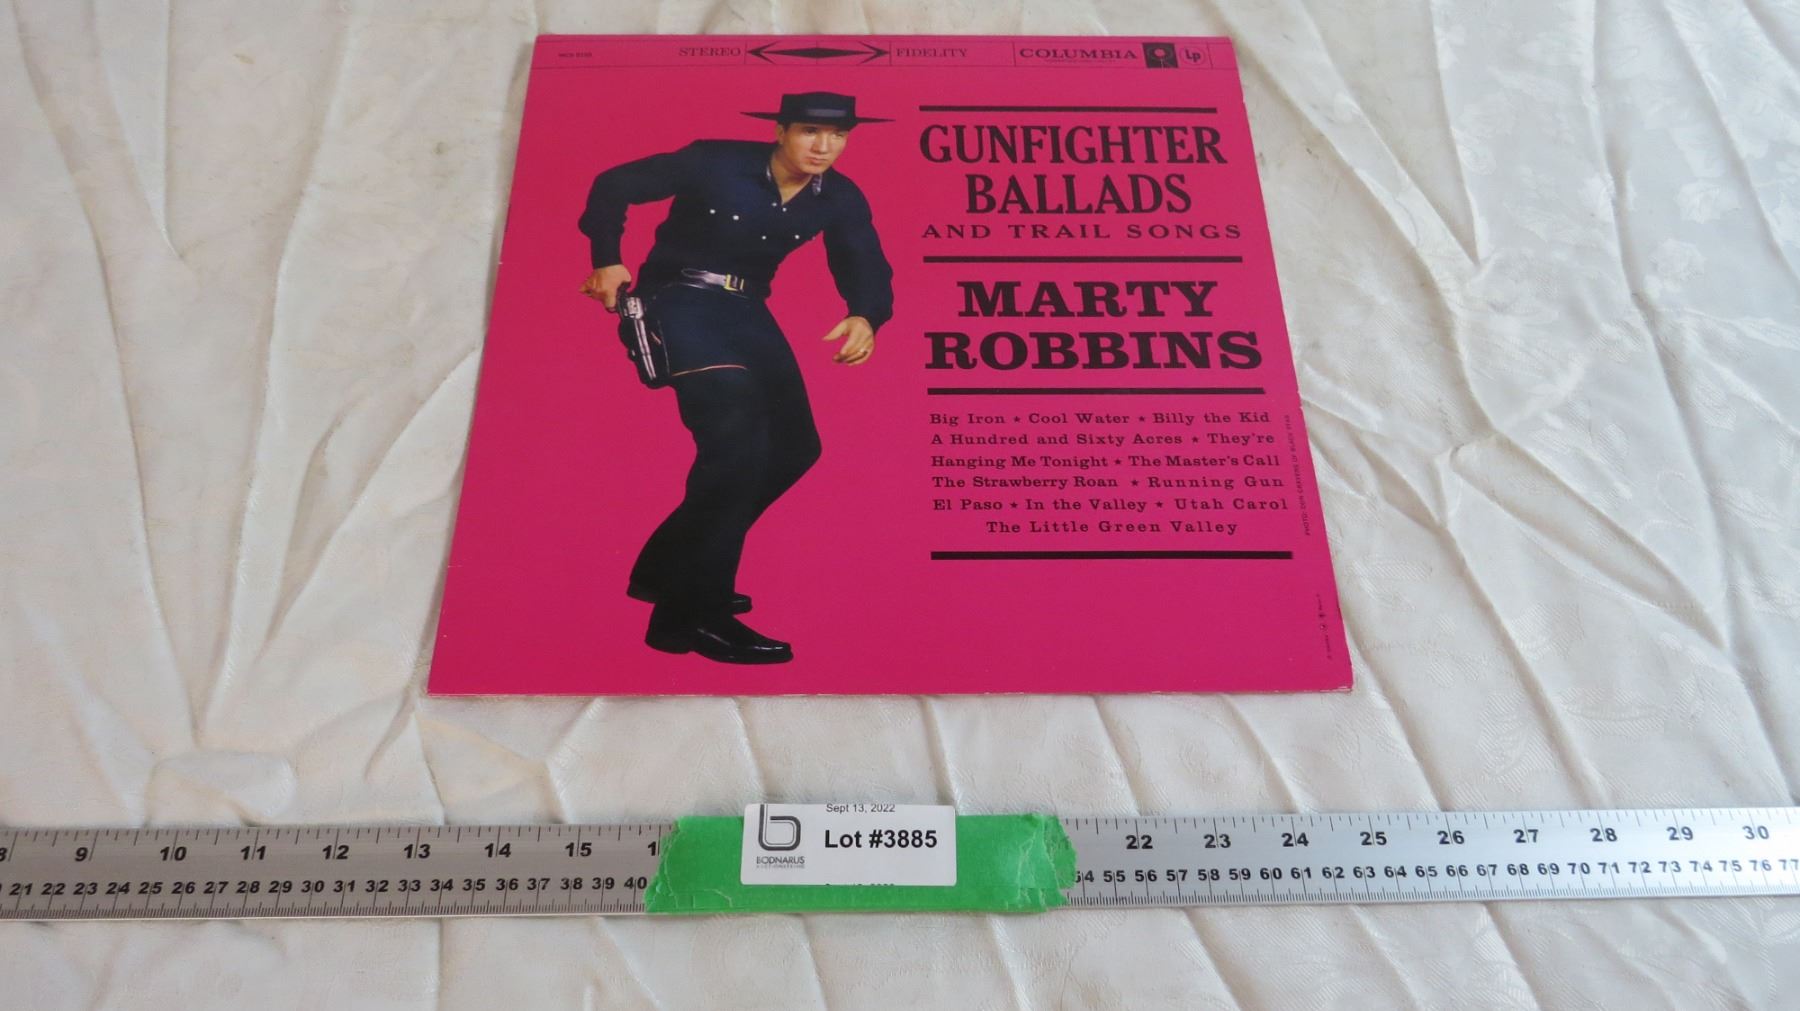 STEREO FIDELITY COLUMBIA LP
GUNFIGHTER
BALLADS
AND TRAIL SONGS
MARTY
ROBBINS
Big Iron ★ Cool Water ★ Billy the Kid
A Hundred and Sixty Acres ★ They're
Hanging Me Tonight ★ The Master's Call
The Strawberry Roan ★ Running Gun
El Paso ★ In the Valley ★ Utah Carol
The Little Green Valley
Sept 13, 2022
Lot #3885
BODNARUS
9 10 11 12 13 14 15 22 23 24 25 26 27 28 29 30
21 22 23 24 25 26 27 28 29 30 31 32 33 34 35 36 37 38 39 40 54 55 56 57 58 59 60 61 62 63 64 65 66 67 68 69 70 71 72 73 74 75 76 77